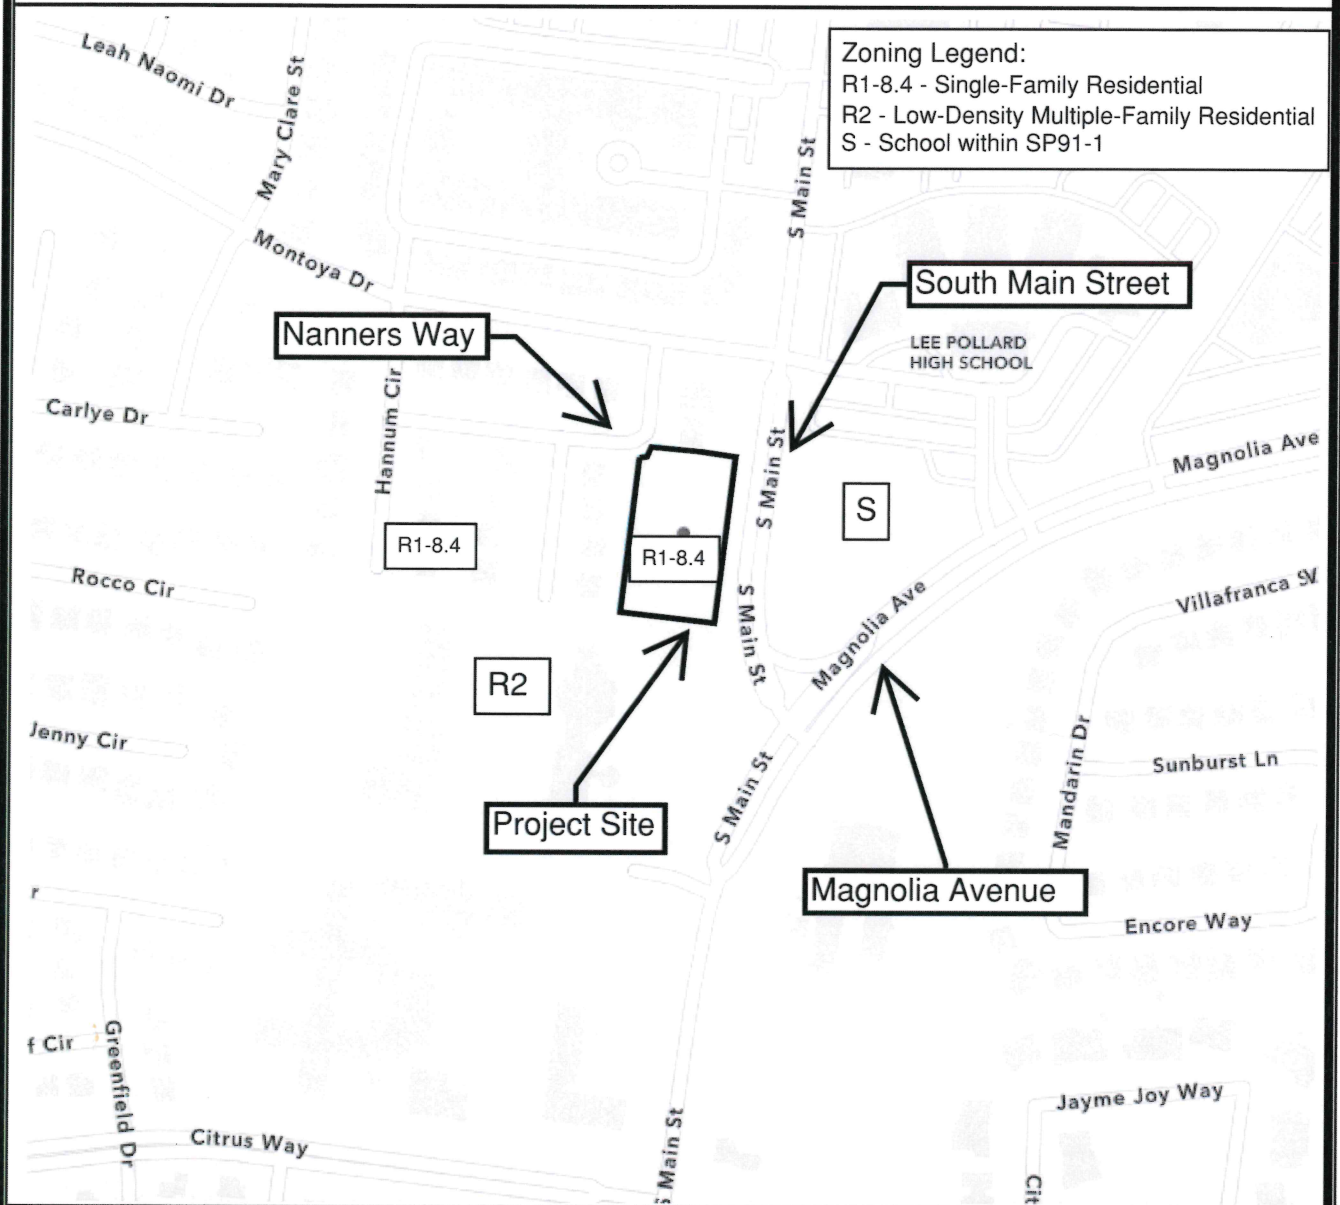 Zoning Legend:
R1-8.4 - Single-Family Residential
R2 - Low-Density Multiple-Family Residential
S - School within SP91-1
Leah Naomi Dr
Mary Clare St
S Main St
Montoya Dr
South Main Street
Nanners Way
LEE POLLARD
HIGH SCHOOL
Hannum Cir
Carlye Dr
S Main St
Magnolia Ave
S
R1-8.4
R1-8.4
Rocco Cir
Villafranca
S Main St
Magnolia Ave
R2
Jenny Cir
Mandarin Dr
Sunburst Ln
S Main St
Project Site
Magnolia Avenue
r
Encore Way
f Cir
Greenfield Dr
Jayme Joy Way
Citrus Way
S Main St
Cit